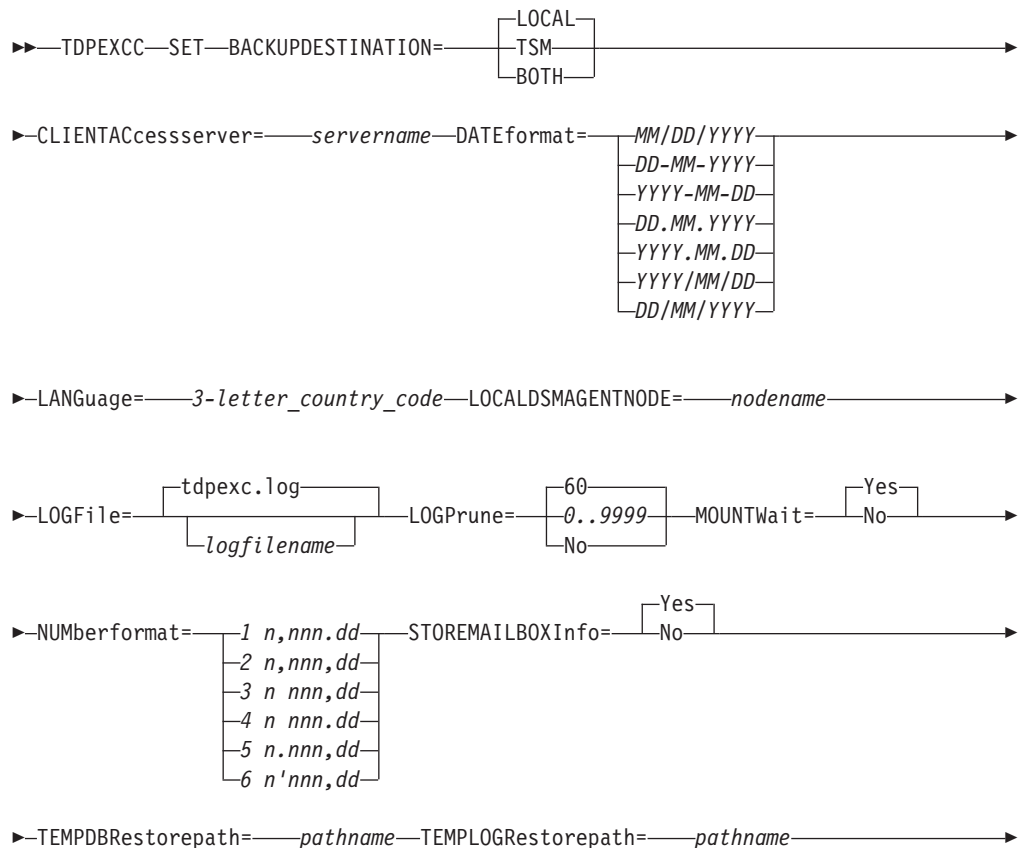 LOCAL
TDPEXCC SET BACKUPDESTINATION= TSM
BOTH
CLIENTACcessserver= servername DATEformat= MM/DD/YYYY
DD-MM-YYYY
YYYY-MM-DD
DD.MM.YYYY
YYYY.MM.DD
YYYY/MM/DD
DD/MM/YYYY
LANGuage= 3-letter_country_code LOCALDSMAGENTNODE= nodename
tdpexc.log 60 Yes
LOGFile= LOGPrune= 0..9999 MOUNTWait= No
logfilename No
Yes
NUMberformat= 1 n,nnn.dd STOREMAILBOXInfo= No
2 n,nnn,dd
3 n nnn,dd
4 n nnn.dd
5 n.nnn,dd
6 n'nnn,dd
TEMPDBRestorepath= pathname TEMPLOGRestorepath= pathname